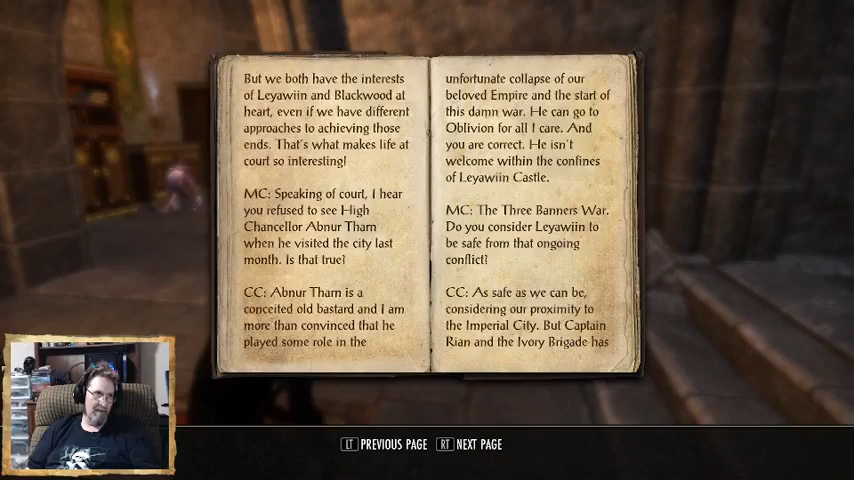 But we both have the interests
of Leyawiin and Blackwood at
heart, even if we have different
approaches to achieving those
ends. That's what makes life at
court so interesting!
MC: Speaking of court, I hear
you refused to see High
Chancellor Abnur Tharn
when he visited the city last
month. Is that true?
CC: Abnur Tharn is a
conceited old bastard and I am
more than convinced that he
played some role in the
unfortunate collapse of our
beloved Empire and the start of
this damn war. He can go to
Oblivion for all I care. And
you are correct. He isn't
welcome within the confines
of Leyawiin Castle.
MC: The Three Banners War.
Do you consider Leyawiin to
be safe from that ongoing
conflict?
CC: As safe as we can be,
considering our proximity to
the Imperial City. But Captain
Rian and the Ivory Brigade has
LT PREVIOUS PAGE RT NEXT PAGE